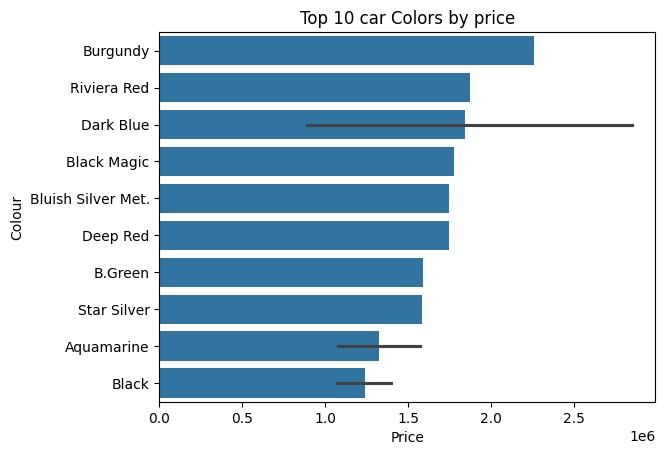 Top 10 car Colors by price
Burgundy
Riviera Red
Dark Blue
Black Magic
Bluish Silver Met.
Deep Red
B.Green
Star Silver
Aquamarine
Black
Colour
0.0 0.5 1.0 1.5 2.0 2.5
1e6
Price